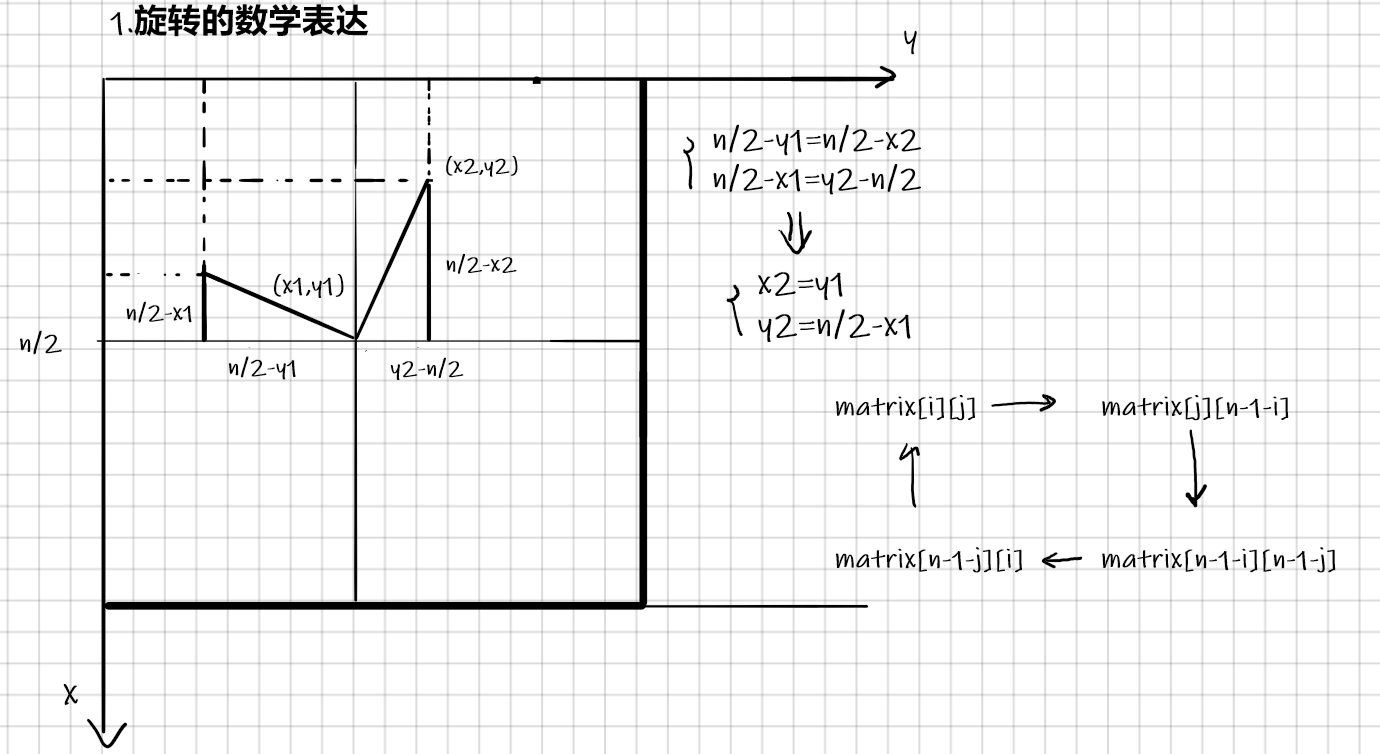 1.旋转的数学表达
y
n/2-y1=n/2-x2
n/2-x1=y2-n/2
(x2,y2)
n/2-x2
(x1,y1)
n/2-x1
x2=y1
y2=n/2-x1
n/2
n/2-y1
y2-n/2
matrix[i][j]
matrix[j][n-1-i]
matrix[n-1-j][i]
matrix[n-1-i][n-1-j]
x